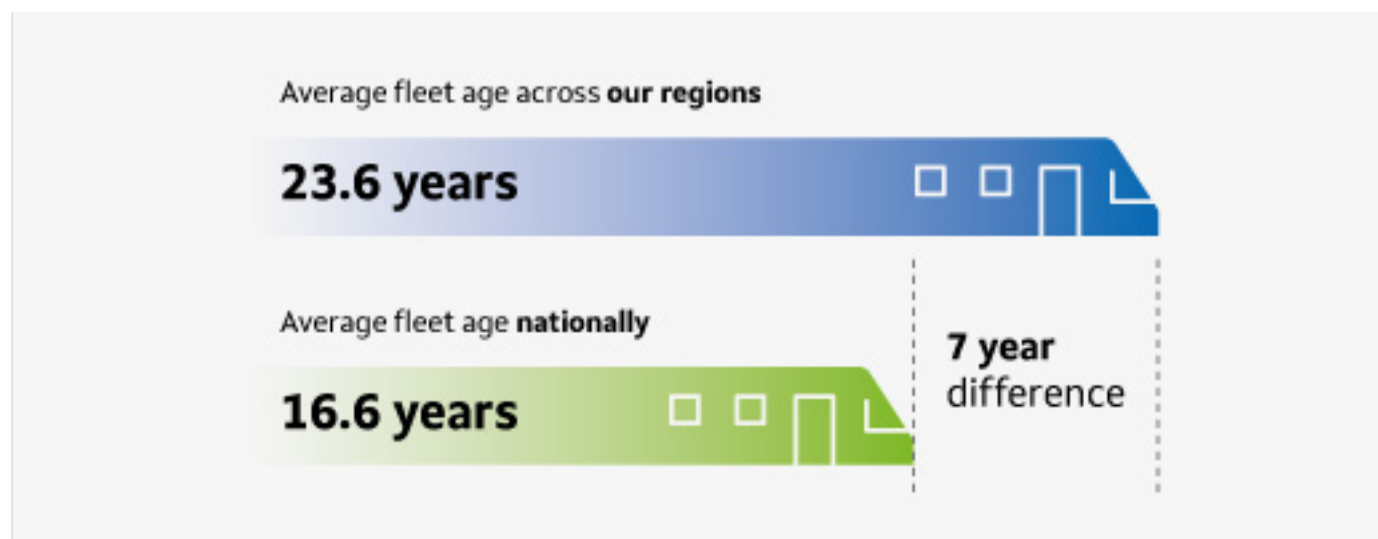 Average fleet age across our regions
23.6 years
Average fleet age nationally
16.6 years
7 year
difference